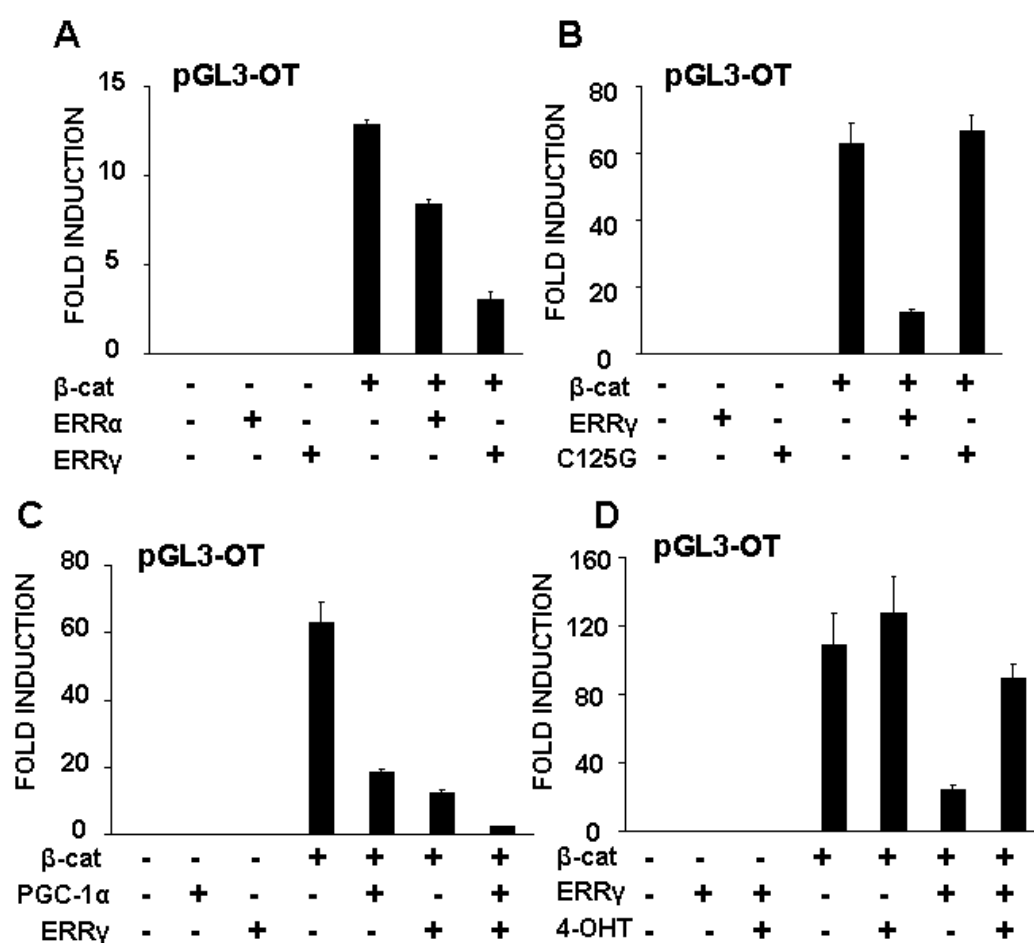 A
pGL3-OT
FOLD INDUCTION
15
10
5
0
β-cat - - - + + +
ERRα - + - - + -
ERRγ - - + - - +
B
pGL3-OT
FOLD INDUCTION
80
60
40
20
0
β-cat - - - + + +
ERRγ - + - - + -
C125G - - + - - +
C
pGL3-OT
FOLD INDUCTION
80
60
40
20
0
β-cat - - - + + + +
PGC-1α - + - - + - +
ERRγ - - + - - + +
D
pGL3-OT
FOLD INDUCTION
160
120
80
40
0
β-cat - - - + + + +
ERRγ - + + - - + +
4-OHT - - + - + - +